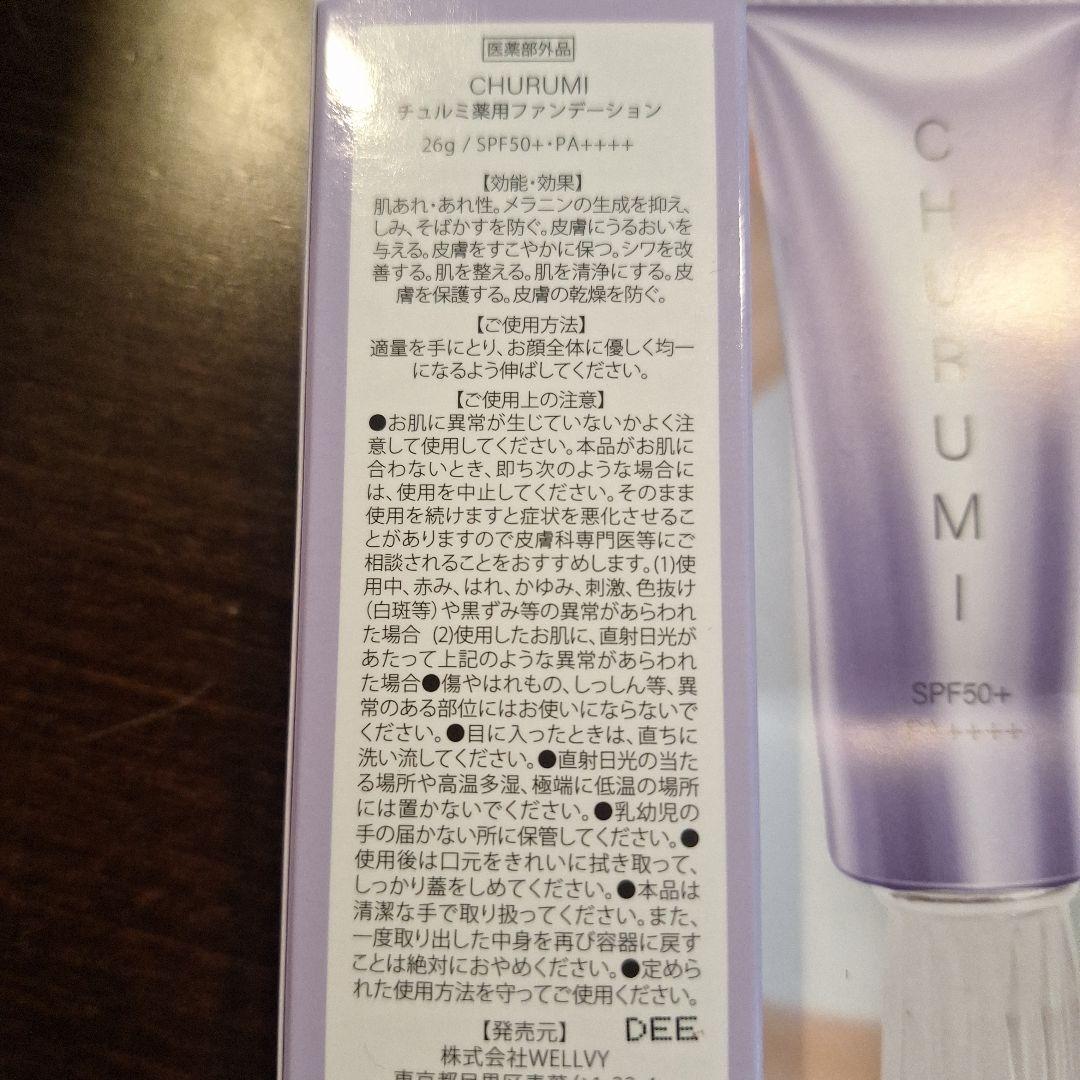 医薬部外品
CHURUMI
チュルミ薬用ファンデーション
26g / SPF50+・PA++++
【効能・効果】
肌あれ・あれ性。メラニンの生成を抑え、
しみ、そばかすを防ぐ。皮膚にうるおいを
与える。皮膚をすこやかに保つ。シワを改
善する。肌を整える。肌を清浄にする。皮
膚を保護する。皮膚の乾燥を防ぐ。
【ご使用方法】
適量を手にとり、お顔全体に優しく均一
になるよう伸ばしてください。
【ご使用上の注意】
●お肌に異常が生じていないかよく注
意して使用してください。本品がお肌に
合わないとき、即ち次のような場合に
は、使用を中止してください。そのまま
使用を続けますと症状を悪化させるこ
とがありますので皮膚科専門医等にご
相談されることをおすすめします。(1)使
用中、赤み、はれ、かゆみ、刺激、色抜け
（白斑等）や黒ずみ等の異常があらわれ
た場合 (2)使用したお肌に、直射日光が
あたって上記のような異常があらわれ
た場合●傷やはれもの、しっしん等、異
常のある部位にはお使いにならないで
ください。●目に入ったときは、直ちに
洗い流してください。●直射日光の当た
る場所や高温多湿、極端に低温の場所
には置かないでください。●乳幼児の
手の届かない所に保管してください。●
使用後は口元をきれいに拭き取って、
しっかり蓋をしめてください。●本品は
清潔な手で取り扱ってください。また、
一度取り出した中身を再び容器に戻す
ことは絶対におやめください。●定めら
れた使用方法を守ってご使用ください。
【発売元】 DEE
株式会社WELLVY
東京都目黒区青葉台
CHURUMI
SPF50+
PA++++